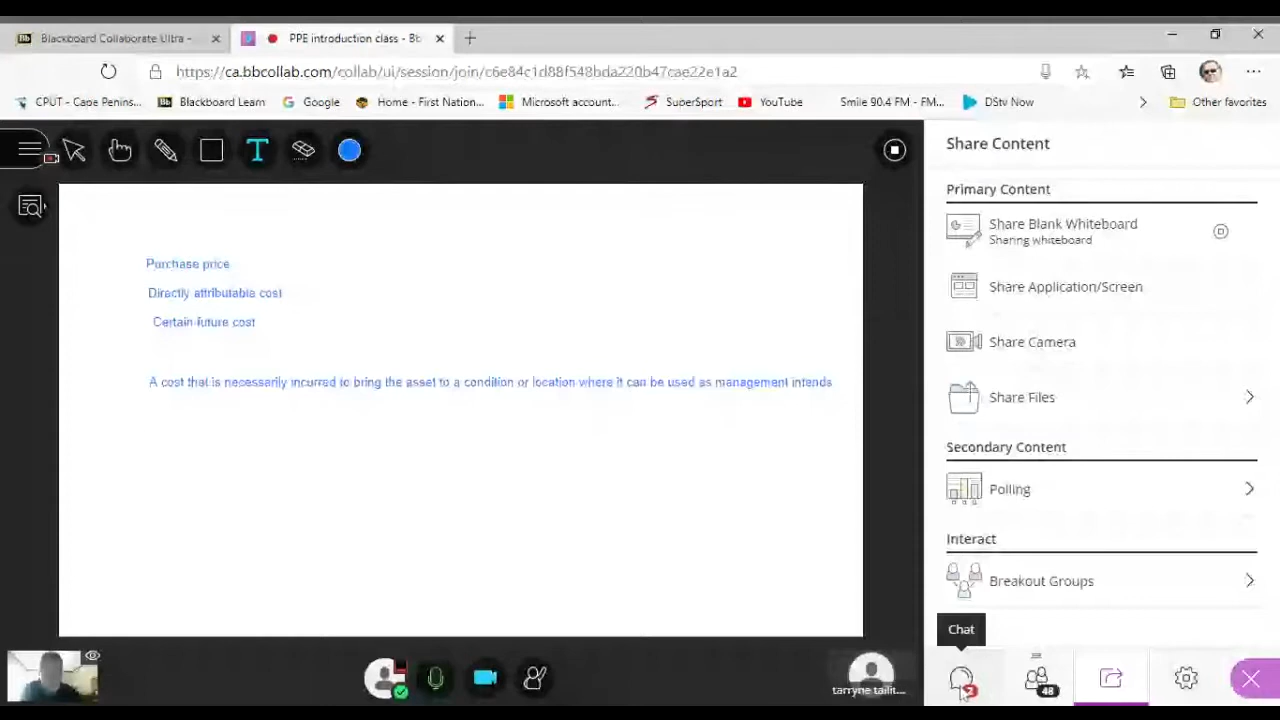 Blackboard Collaborate Ultra -
PPE introduction class - Bb
https://ca.bbcollab.com/collab/ui/session/join/c6e84c1d88f548bda220b47cae22e1a2
CPUT - Cape Penins...
Bb Blackboard Learn
Google
Home - First Nation...
Microsoft account...
SuperSport
YouTube
Smile 90.4 FM - FM...
DStv Now
Other favorites
T
Purchase price
Directly attributable cost
Certain future cost
A cost that is necessarily incurred to bring the asset to a condition or location where it can be used as management intends
Share Content
Primary Content
Share Blank Whiteboard
Sharing whiteboard
Share Application/Screen
Share Camera
Share Files
Secondary Content
Polling
Interact
Breakout Groups
Chat
48